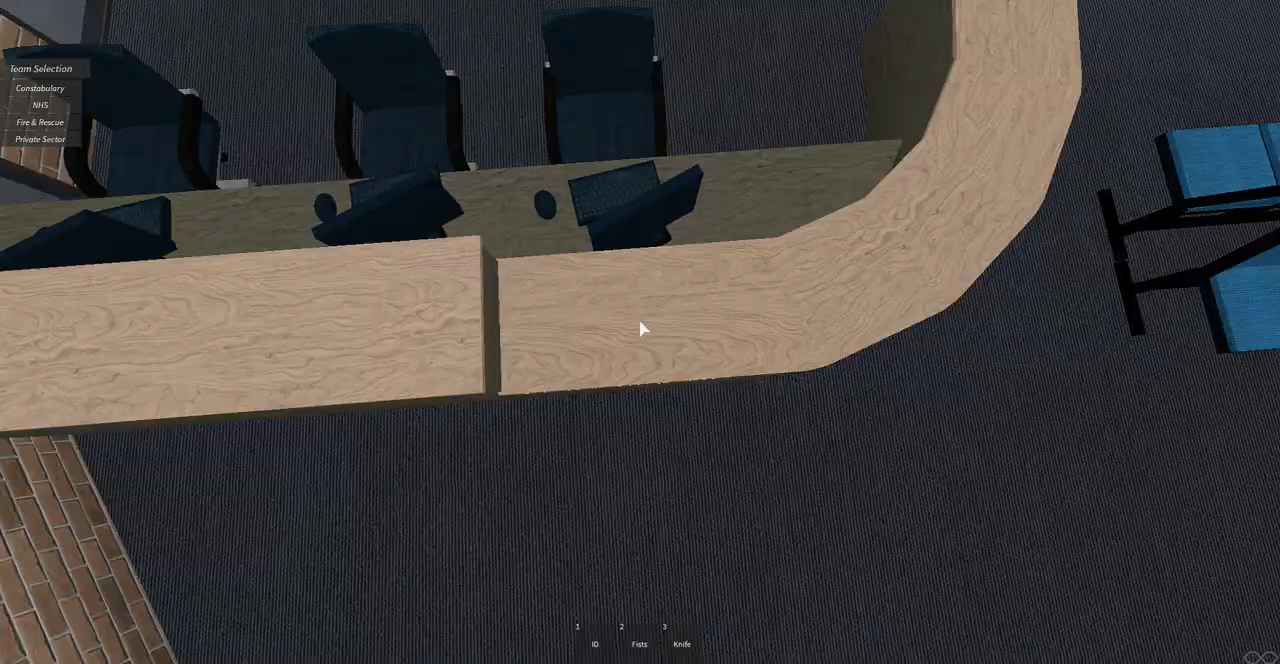 Team Selection
Constabulary
NHS
Fire & Rescue
Private Sector
1 2 3
ID Fists Knife